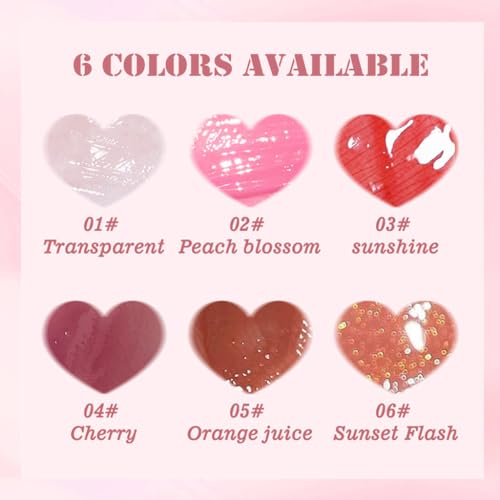 6 COLORS AVAILABLE
01#
Transparent
02#
Peach blossom
03#
sunshine
04#
Cherry
05#
Orange juice
06#
Sunset Flash